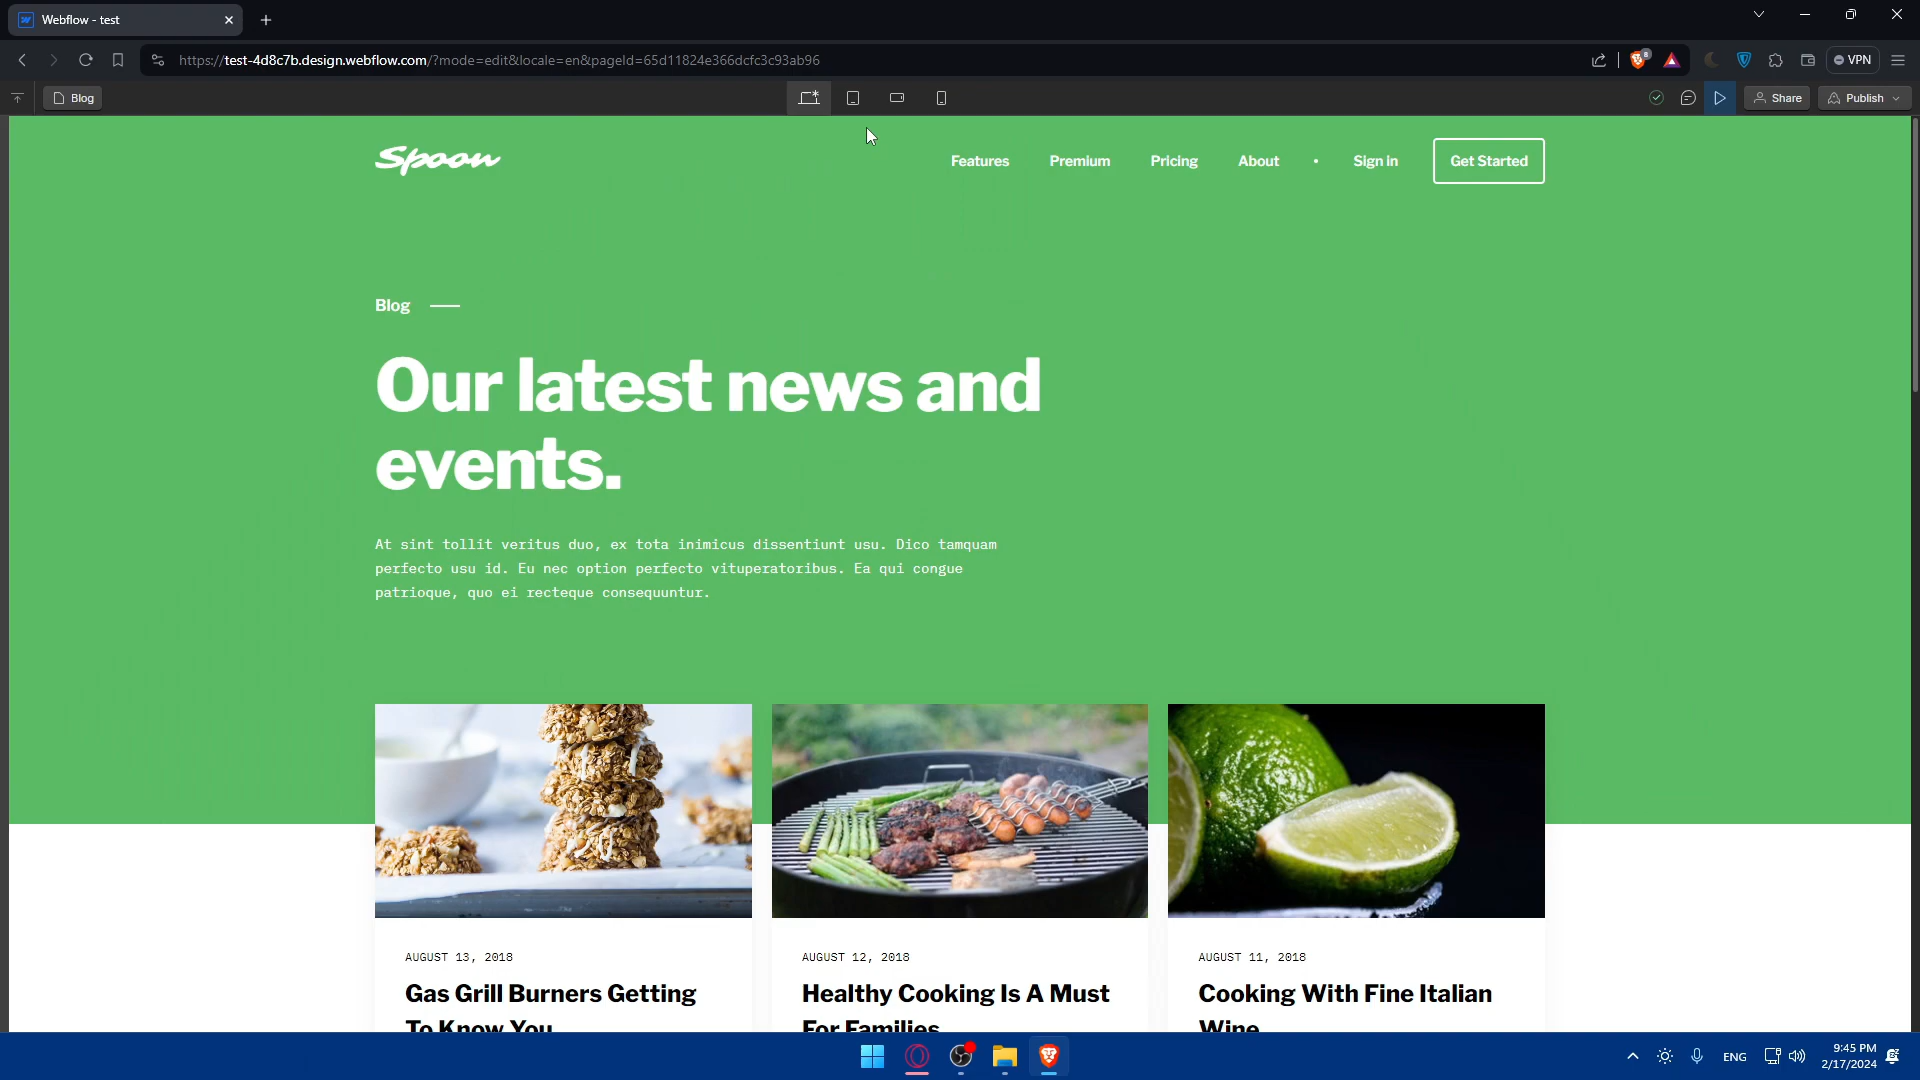 Webflow - test
https://test-4d8c7b.design.webflow.com/?mode=edit&locale=en&pageId=65d11824e366dcfc3c93ab96
8
VPN
Blog
Share
Publish
Spoon
Features
Premium
Pricing
About
•
Sign in
Get Started
Blog
Our latest news and
events.
At sint tollit veritus duo, ex tota inimicus dissentiunt usu. Dico tamquam
perfecto usu id. Eu nec option perfecto vituperatoribus. Ea qui congue
patrioque, quo ei recteque consequuntur.
AUGUST 13, 2018
Gas Grill Burners Getting
To Know You
AUGUST 12, 2018
Healthy Cooking Is A Must
For Families
AUGUST 11, 2018
Cooking With Fine Italian
Wine
ENG
9:45 PM
2/17/2024